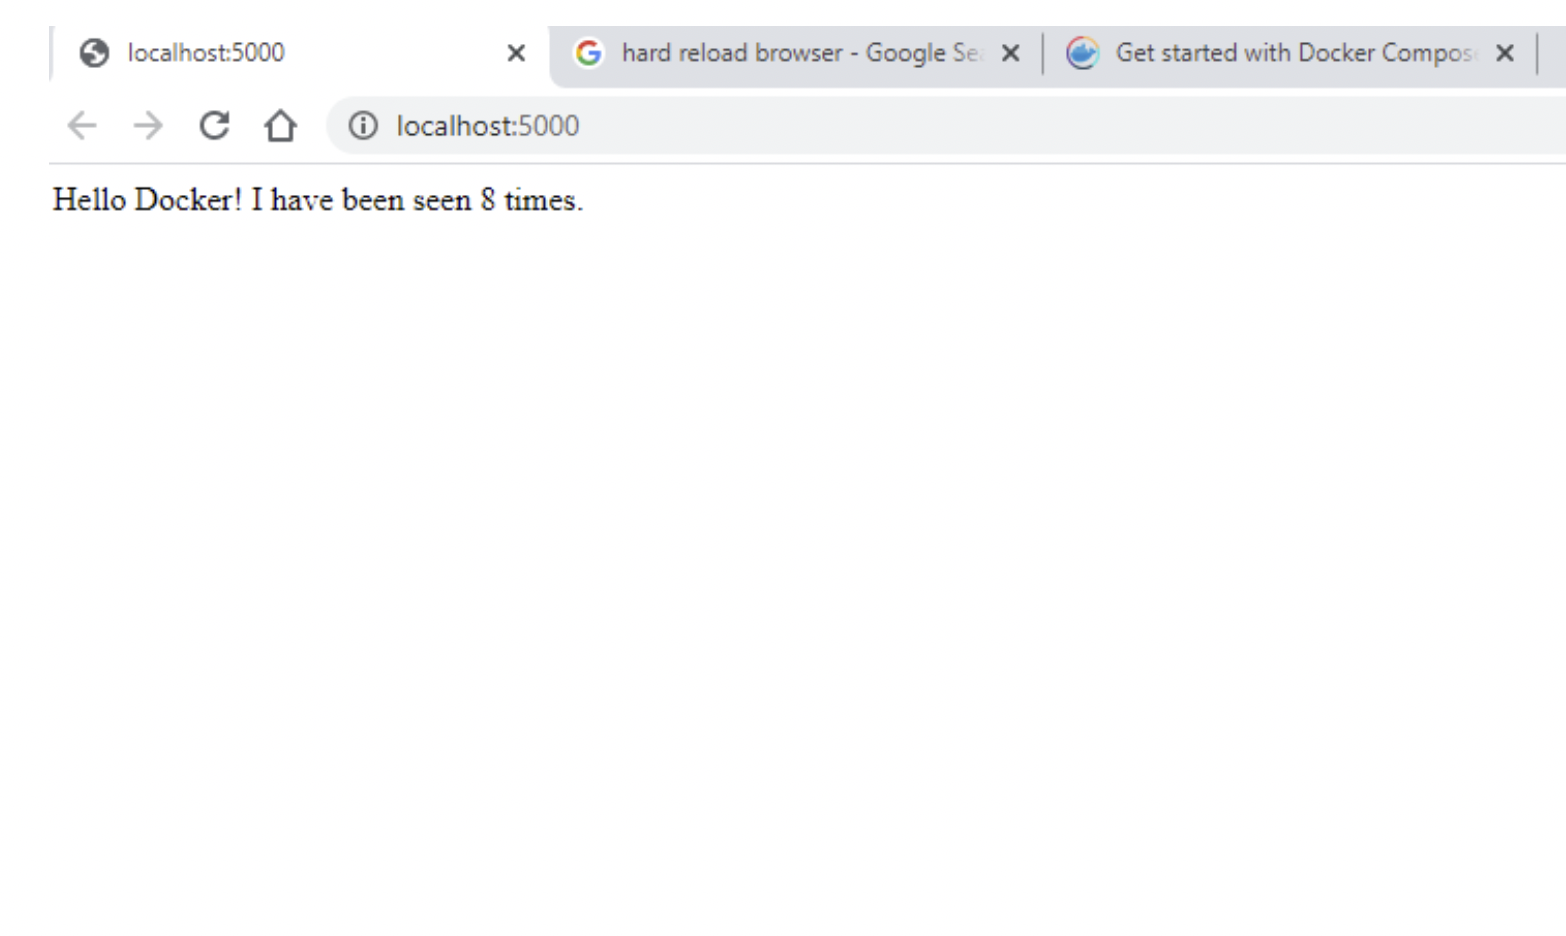 localhost:5000
hard reload browser - Google Se
Get started with Docker Compos
localhost:5000
Hello Docker! I have been seen 8 times.